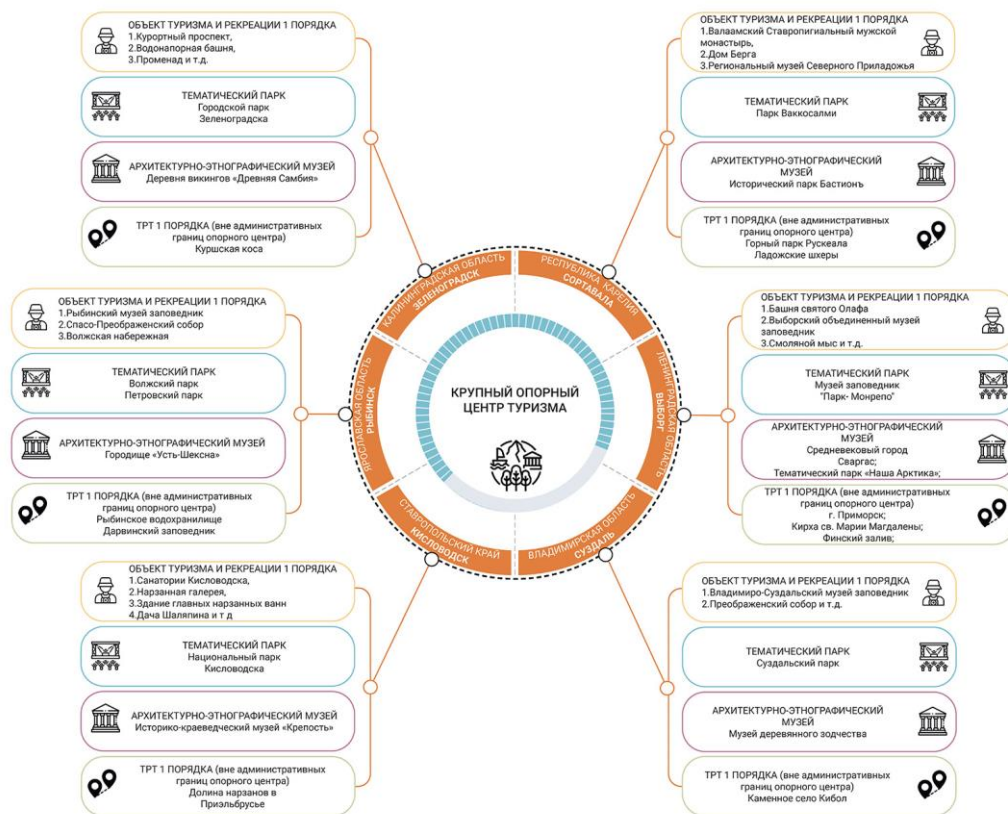 ОБЪЕКТ ТУРИЗМА И РЕКРЕАЦИИ 1 ПОРЯДКА
1.Курортный проспект,
2.Водонапорная башня,
3.Променад и т.д.
ТЕМАТИЧЕСКИЙ ПАРК
Городской парк
Зеленоградска
АРХИТЕКТУРНО-ЭТНОГРАФИЧЕСКИЙ МУЗЕЙ
Деревня викингов «Древняя Самбия»
ТРТ 1 ПОРЯДКА (вне административных
границ опорного центра)
Куршская коса
ОБЪЕКТ ТУРИЗМА И РЕКРЕАЦИИ 1 ПОРЯДКА
1.Валаамский Ставропигиальный мужской
монастырь,
2.Дом Берга
3.Региональный музей Северного Приладожья
ТЕМАТИЧЕСКИЙ ПАРК
Парк Ваккосалми
АРХИТЕКТУРНО-ЭТНОГРАФИЧЕСКИЙ
МУЗЕЙ
Исторический парк Бастионъ
ТРТ 1 ПОРЯДКА (вне административных
границ опорного центра)
Горный парк Рускеала
Ладожские шхеры
ОБЪЕКТ ТУРИЗМА И РЕКРЕАЦИИ 1 ПОРЯДКА
1.Рыбинский музей заповедник
2.Спасо-Преображенский собор
3.Волжская набережная
ТЕМАТИЧЕСКИЙ ПАРК
Волжский парк
Петровский парк
АРХИТЕКТУРНО-ЭТНОГРАФИЧЕСКИЙ МУЗЕЙ
Городище «Усть-Шексна»
ТРТ 1 ПОРЯДКА (вне административных
границ опорного центра)
Рыбинское водохранилище
Дарвинский заповедник
КАЛИНИНГРАДСКАЯ ОБЛАСТЬ
ЗЕЛЕНОГРАДСК
РЕСПУБЛИКА КАРЕЛИЯ
СОРТАВАЛА
ЯРОСЛАВСКАЯ ОБЛАСТЬ
РЫБИНСК
КРУПНЫЙ ОПОРНЫЙ
ЦЕНТР ТУРИЗМА
ЛЕНИНГРАДСКАЯ ОБЛАСТЬ
ВЫБОРГ
СТАВРОПОЛЬСКИЙ КРАЙ
КИСЛОВОДСК
ВЛАДИМИРСКАЯ ОБЛАСТЬ
СУЗДАЛЬ
ОБЪЕКТ ТУРИЗМА И РЕКРЕАЦИИ 1 ПОРЯДКА
1.Башня святого Олафа
2.Выборский объединенный музей
заповедник
3.Смоляной мыс и т.д.
ТЕМАТИЧЕСКИЙ ПАРК
Музей заповедник
"Парк- Монрепо"
АРХИТЕКТУРНО-ЭТНОГРАФИЧЕСКИЙ
МУЗЕЙ
Средневековый город
Сваргас;
Тематический парк «Наша Арктика»;
ТРТ 1 ПОРЯДКА (вне административных
границ опорного центра)
г. Приморск;
Кирха св. Марии Магдалены;
Финский залив;
ОБЪЕКТ ТУРИЗМА И РЕКРЕАЦИИ 1 ПОРЯДКА
1.Санатории Кисловодска,
2.Нарзанная галерея,
3.Здание главных нарзанных ванн
4.Дача Шаляпина и т д
ТЕМАТИЧЕСКИЙ ПАРК
Национальный парк
Кисловодска
АРХИТЕКТУРНО-ЭТНОГРАФИЧЕСКИЙ МУЗЕЙ
Историко-краеведческий музей «Крепость»
ТРТ 1 ПОРЯДКА (вне административных
границ опорного центра)
Долина нарзанов в
Приэльбрусье
ОБЪЕКТ ТУРИЗМА И РЕКРЕАЦИИ 1 ПОРЯДКА
1.Владимиро-Суздальский музей заповедник
2.Преображенский собор и т.д.
ТЕМАТИЧЕСКИЙ ПАРК
Суздальский парк
АРХИТЕКТУРНО-ЭТНОГРАФИЧЕСКИЙ
МУЗЕЙ
Музей деревянного зодчества
ТРТ 1 ПОРЯДКА (вне административных
границ опорного центра)
Каменное село Кибол